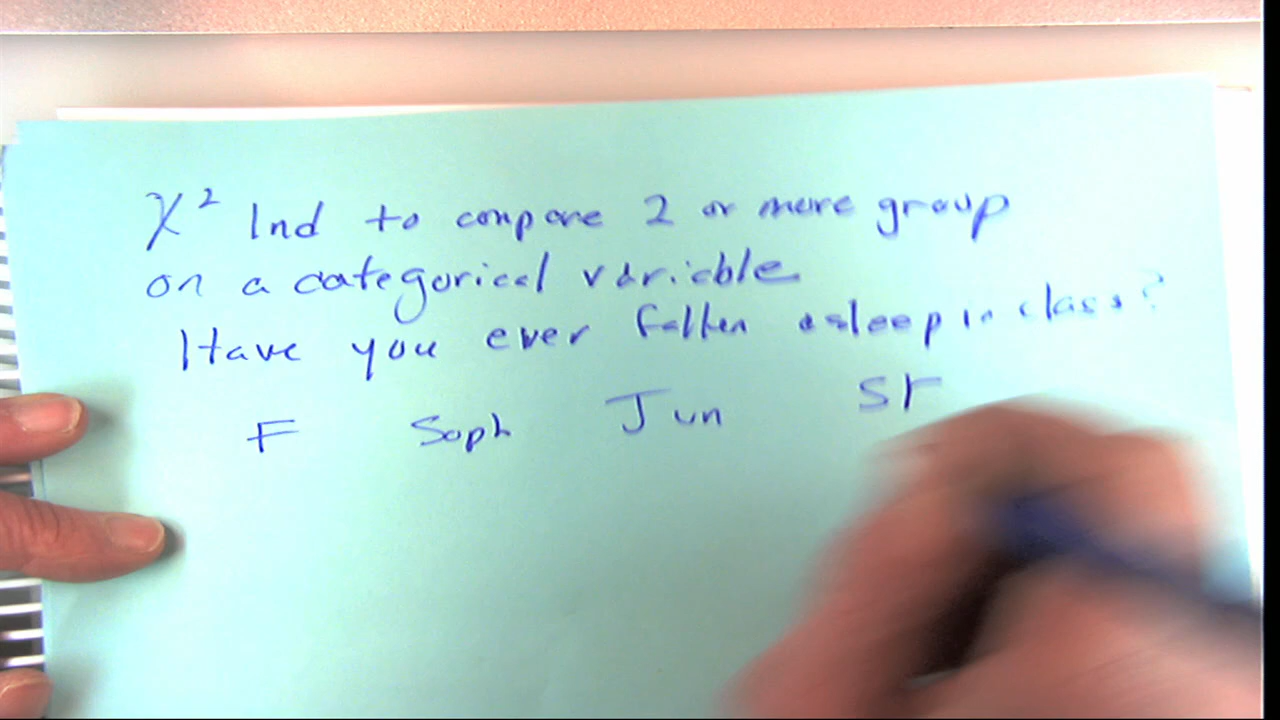 χ² Ind to compare 2 or more group
on a categorical variable
Have you ever fallen asleep in class?
F Soph Jun Sr